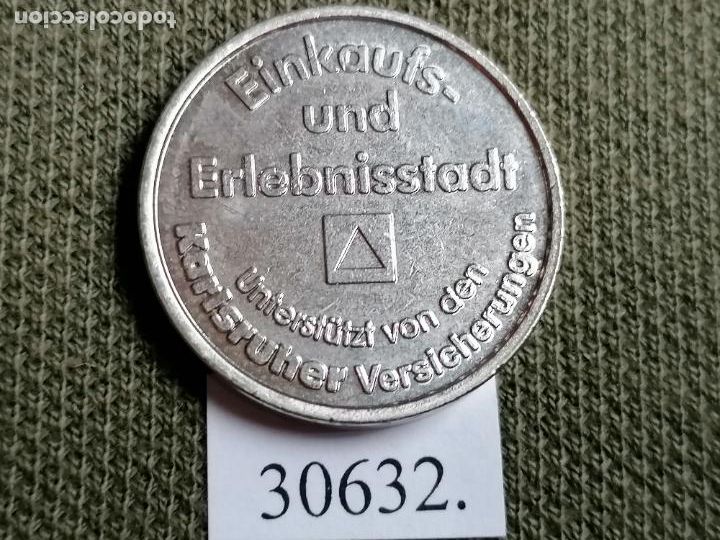 todocoleccion
Einkaufs-
und
Erlebnisstadt
Unterstützt von den
Karlsruher Versicherungen
30632.